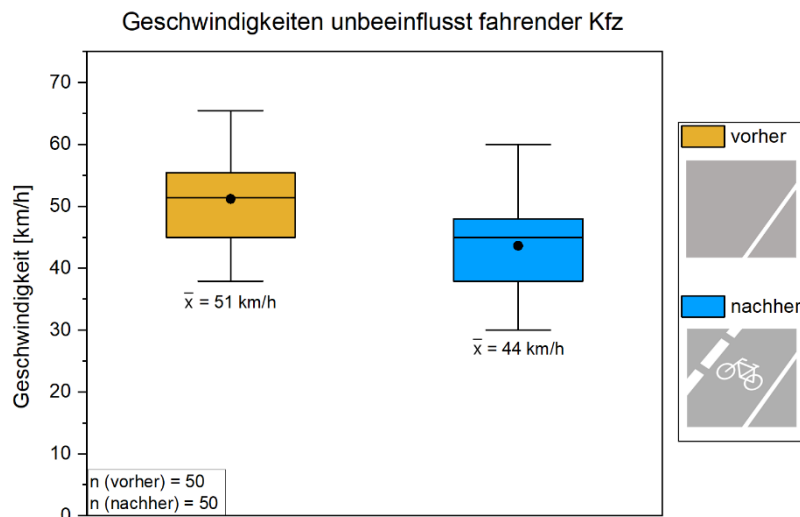 Geschwindigkeiten unbeeinflusst fahrender Kfz
Geschwindigkeit [km/h]
70
60
50
40
30
20
10
0
x̅ = 51 km/h
x̅ = 44 km/h
n (vorher) = 50
n (nachher) = 50
vorher
nachher